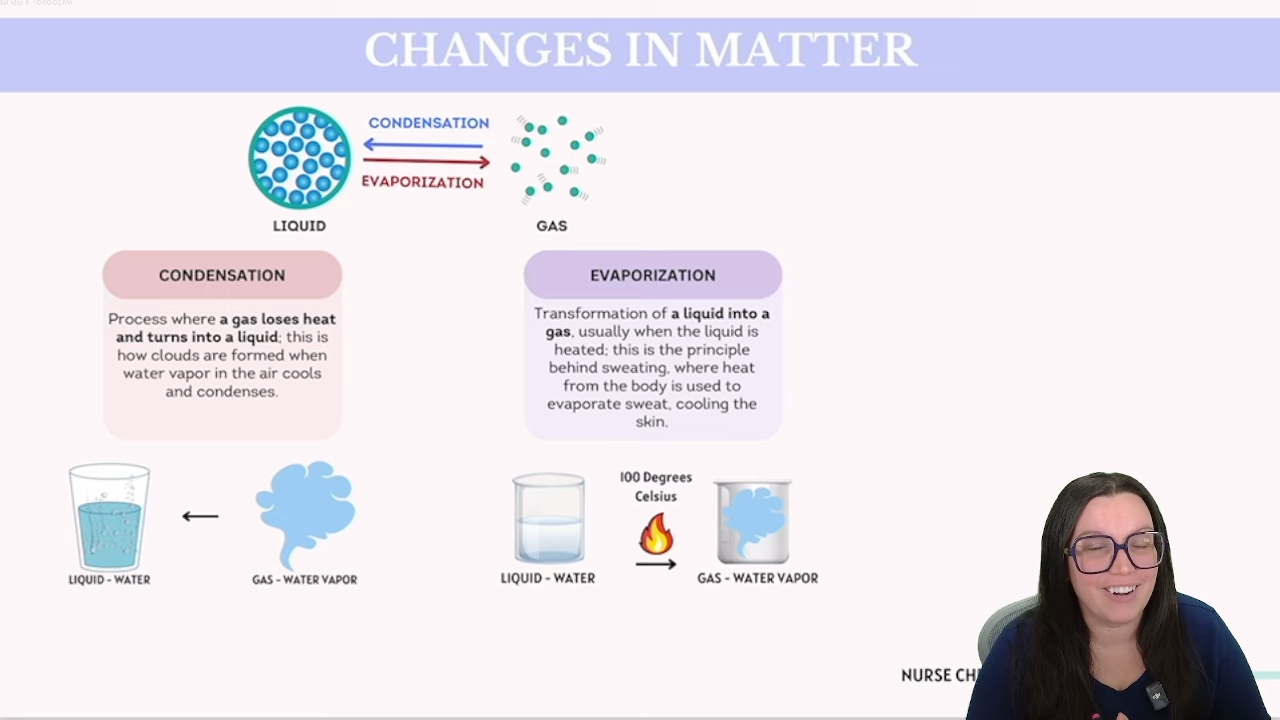 CHANGES IN MATTER
CONDENSATION
EVAPORIZATION
LIQUID
GAS
CONDENSATION
Process where a gas loses heat
and turns into a liquid; this is
how clouds are formed when
water vapor in the air cools
and condenses.
EVAPORIZATION
Transformation of a liquid into a
gas, usually when the liquid is
heated; this is the principle
behind sweating, where heat
from the body is used to
evaporate sweat, cooling the
skin.
LIQUID - WATER
GAS - WATER VAPOR
100 Degrees
Celsius
LIQUID - WATER
GAS - WATER VAPOR
NURSE